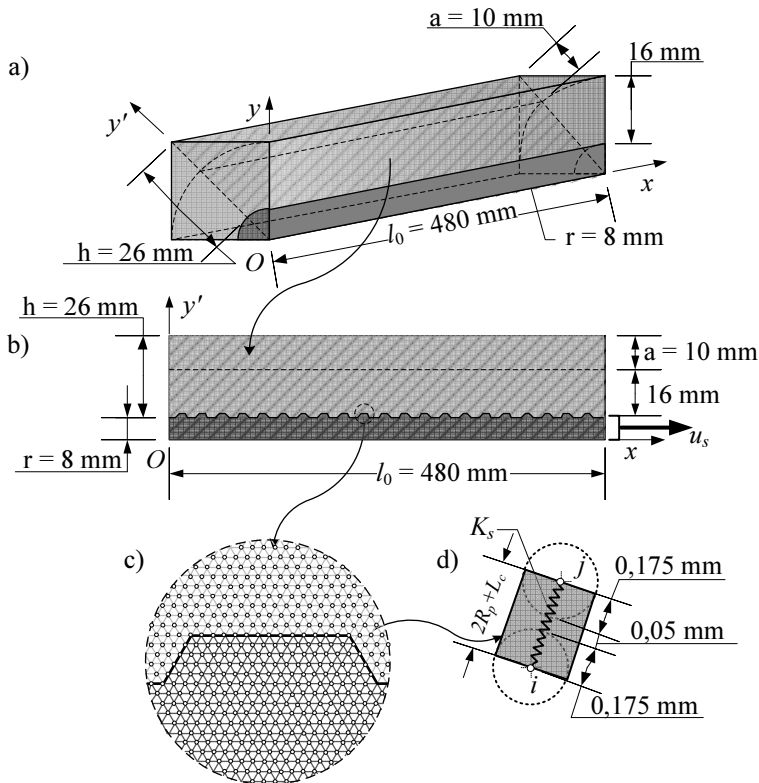 a)
a = 10 mm
16 mm
y'
y
x
h = 26 mm
O
l₀ = 480 mm
r = 8 mm
b)
h = 26 mm
y'
a = 10 mm
16 mm
r = 8 mm
O
l₀ = 480 mm
x
uₛ
c)
d)
Kₛ
j
2Rₚ+L꜀
i
0,175 mm
0,05 mm
0,175 mm